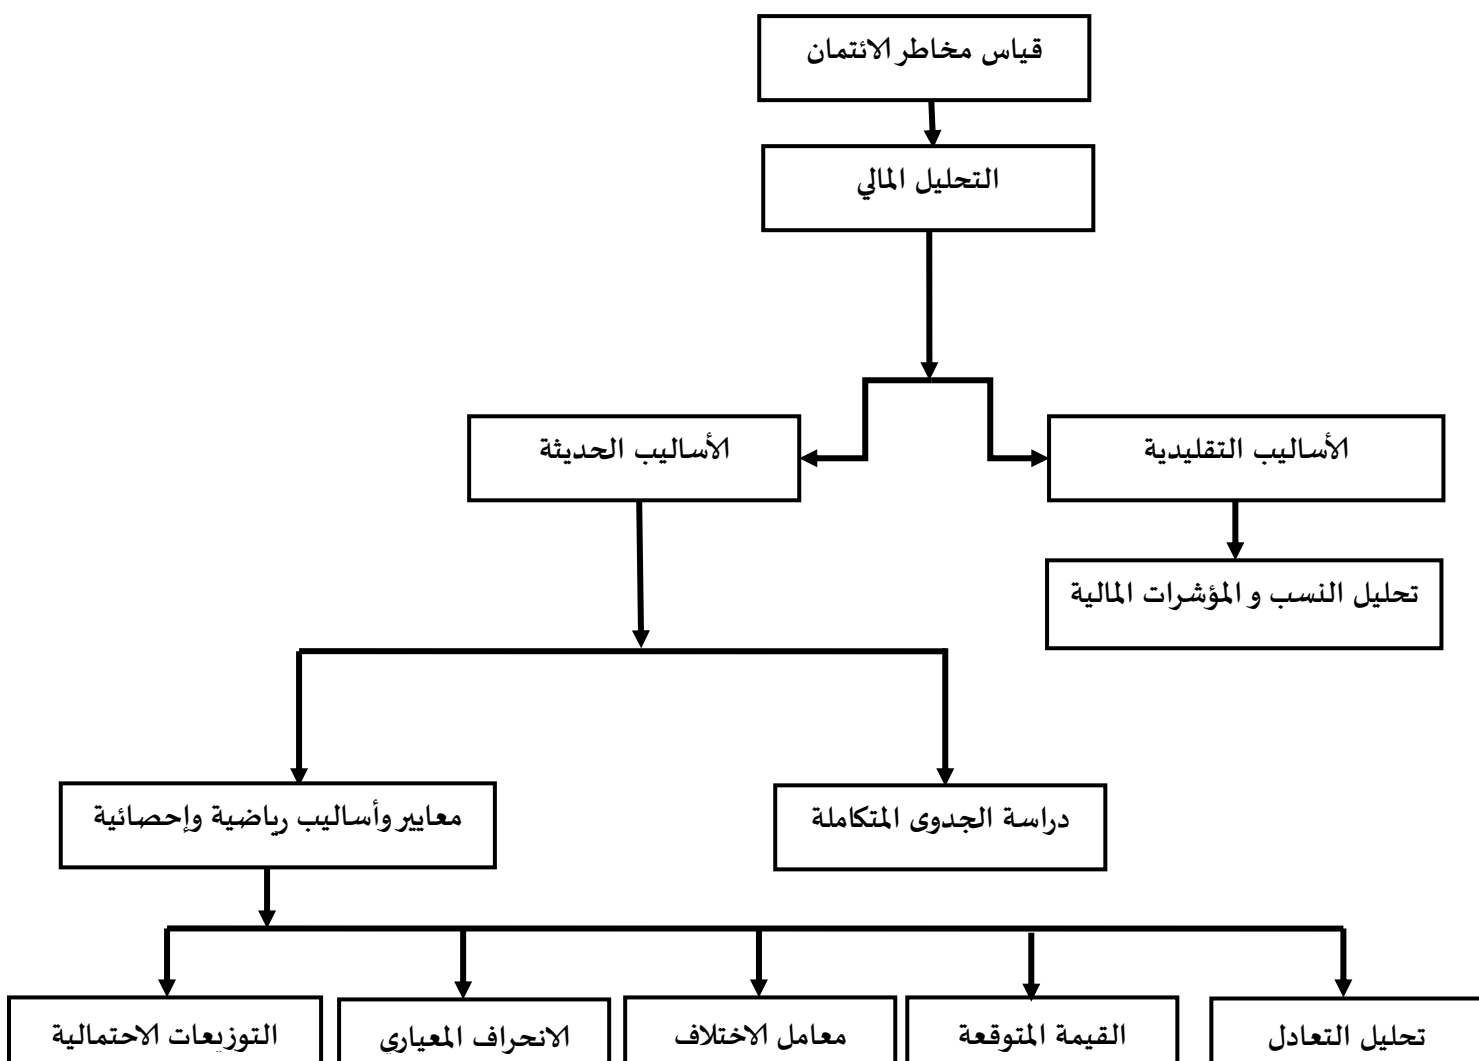 قياس مخاطر الائتمان
التحليل المالي
الأساليب التقليدية
الأساليب الحديثة
تحليل النسب و المؤشرات المالية
دراسة الجدوى المتكاملة
معايير وأساليب رياضية وإحصائية
تحليل التعادل
القيمة المتوقعة
معامل الاختلاف
الانحراف المعياري
التوزيعات الاحتمالية